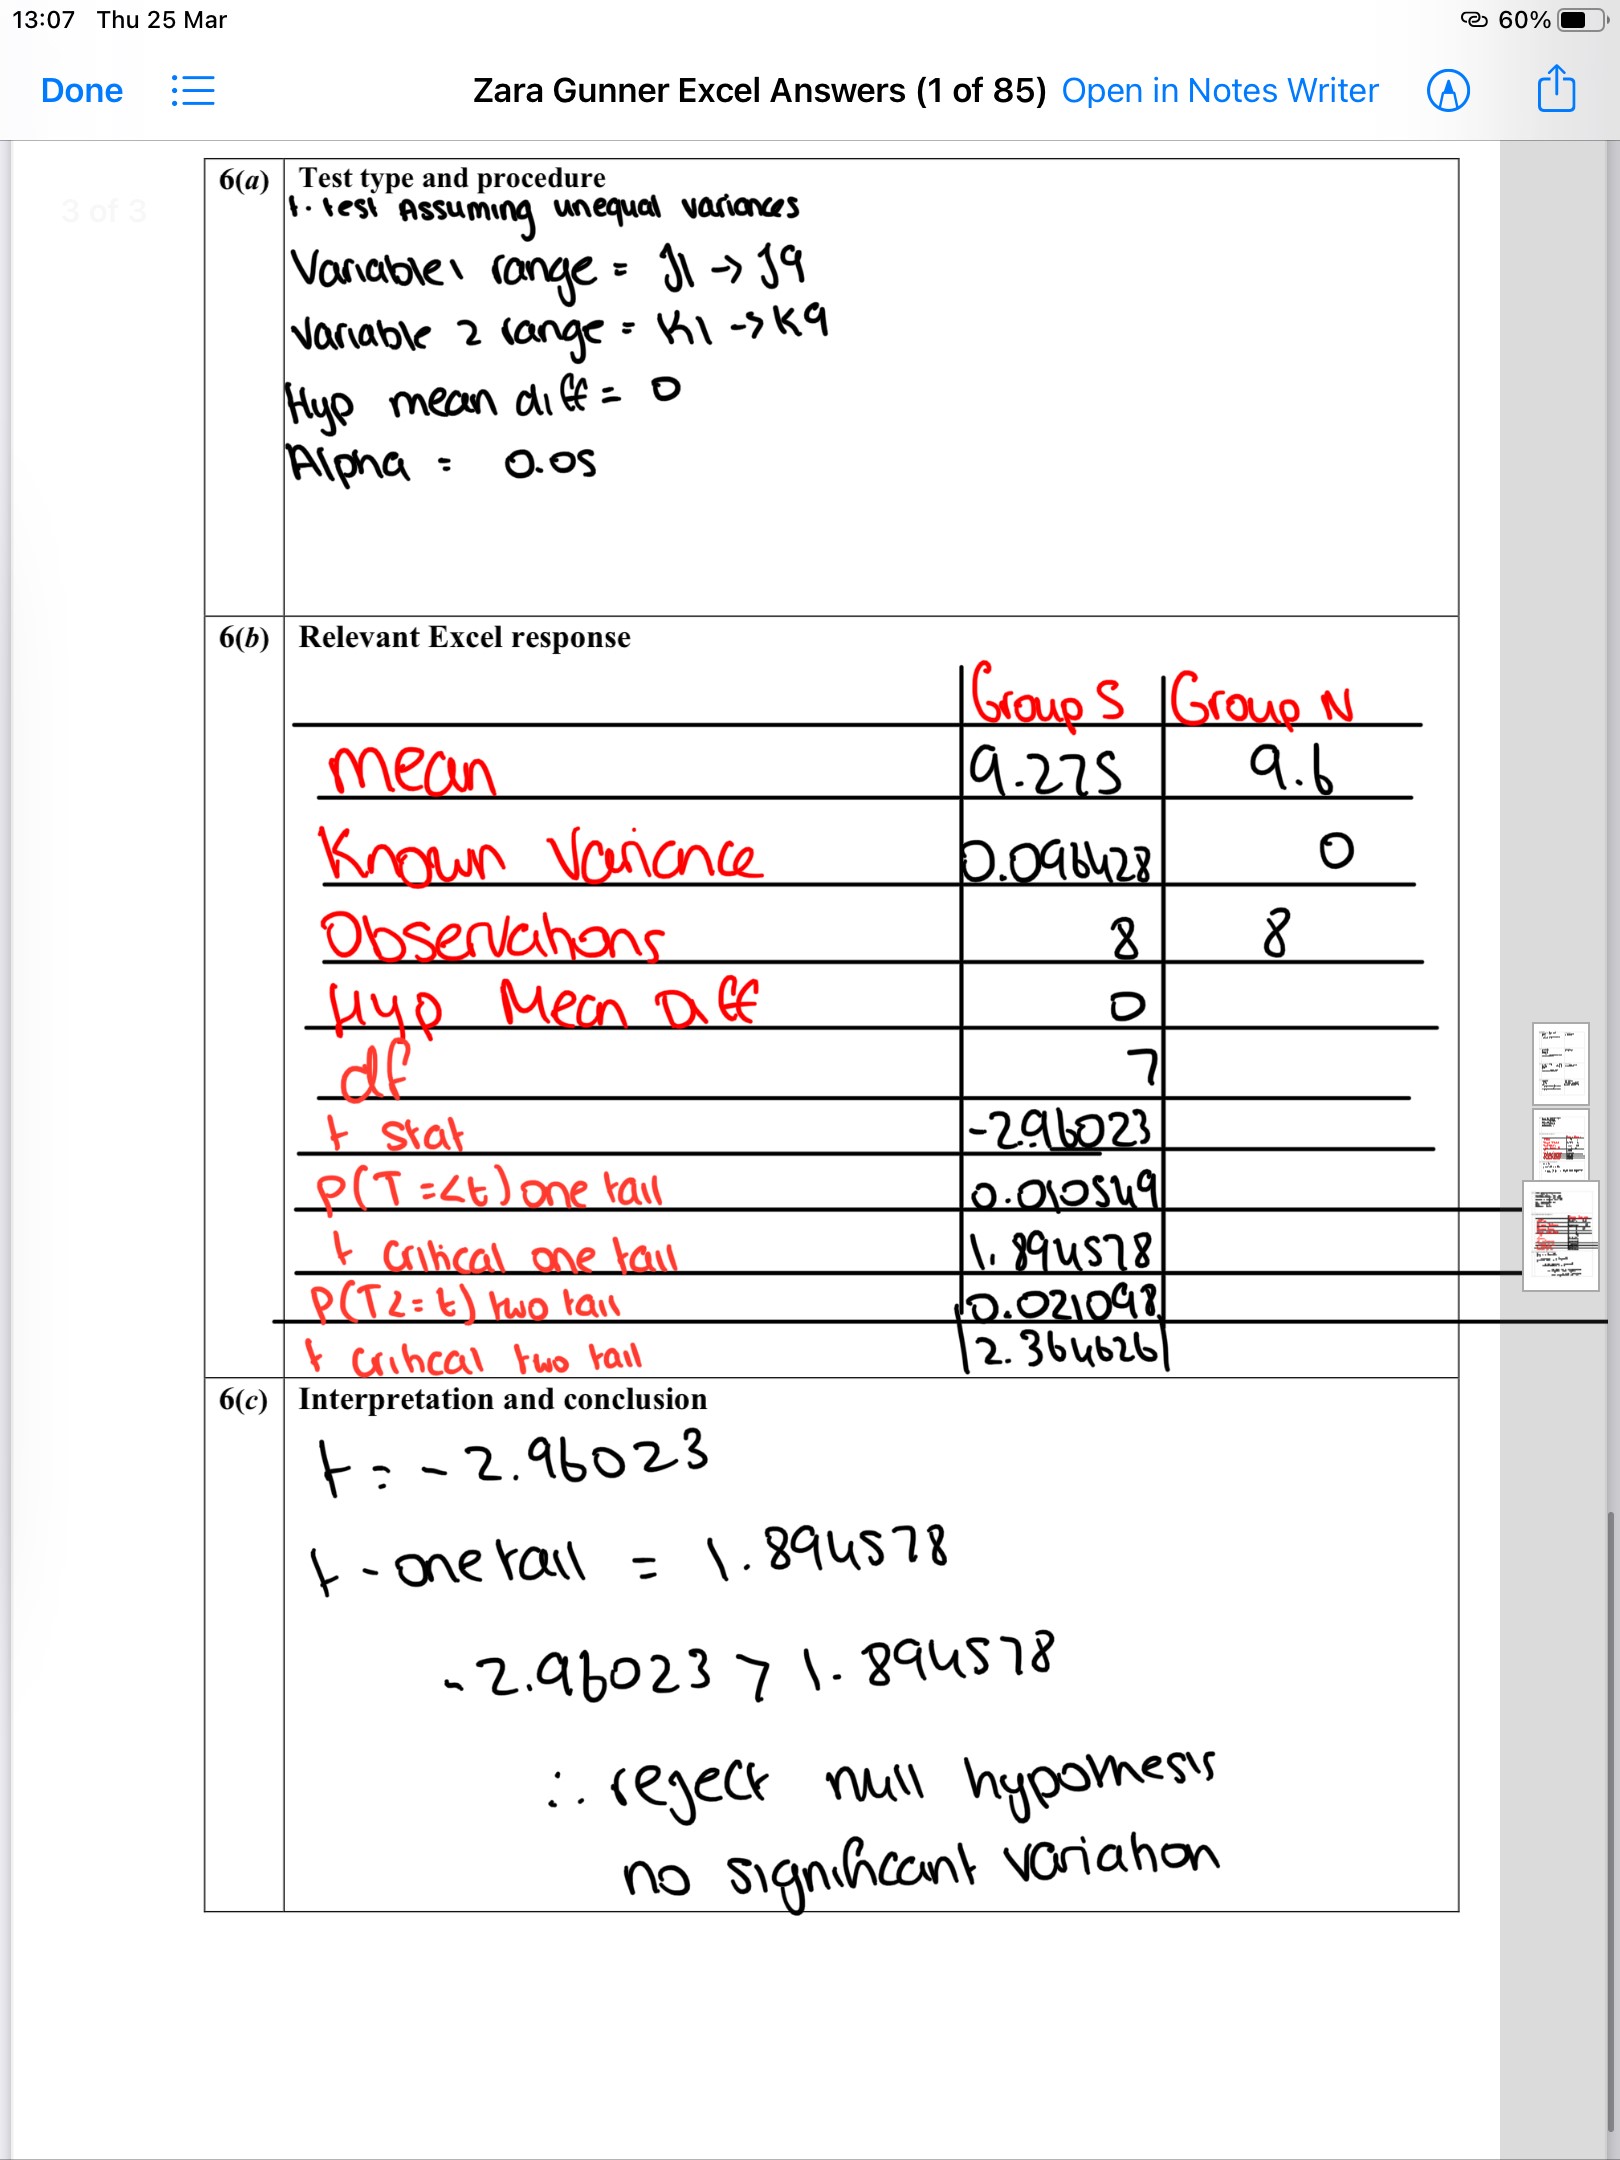 13:07 Thu 25 Mar 60%
Done Zara Gunner Excel Answers (1 of 85) Open in Notes Writer
3 of 3
6(a) Test type and procedure
t-test Assuming unequal variances
Variable 1 range = J1 -> J9
Variable 2 range = K1 -> K9
Hyp mean diff = 0
Alpha = 0.05
6(b) Relevant Excel response
Group S Group N
mean 9.275 9.6
Known Variance 0.096428 0
Observations 8 8
Hyp Mean Diff 0
df 7
t stat -2.96023
P(T=<t) one tail 0.010549
t critical one tail 1.894578
P(T<=t) two tail 0.021098
t critical two tail 2.364626
6(c) Interpretation and conclusion
t = -2.96023
t-one tail = 1.894578
-2.96023 > 1.894578
∴ reject null hypothesis
no significant variation